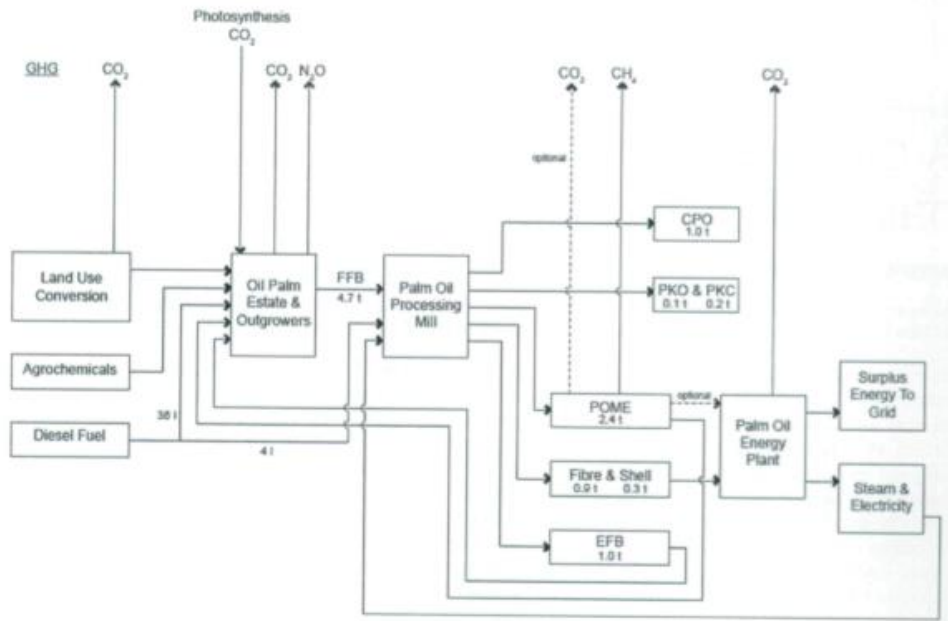 Photosynthesis
CO₂
GHG
CO₂
CO₂ N₂O
CO₂
CH₄
CO₂
optional
Land Use
Conversion
Oil Palm
Estate &
Outgrowers
FFB
4.7 t
Palm Oil
Processing
Mill
CPO
1.0 t
PKO & PKC
0.1 t 0.2 t
Agrochemicals
Diesel Fuel
38 l
4 l
POME
2.4 t
optional
Palm Oil
Energy
Plant
Surplus
Energy To
Grid
Fibre & Shell
0.9 t 0.3 t
Steam &
Electricity
EFB
1.0 t